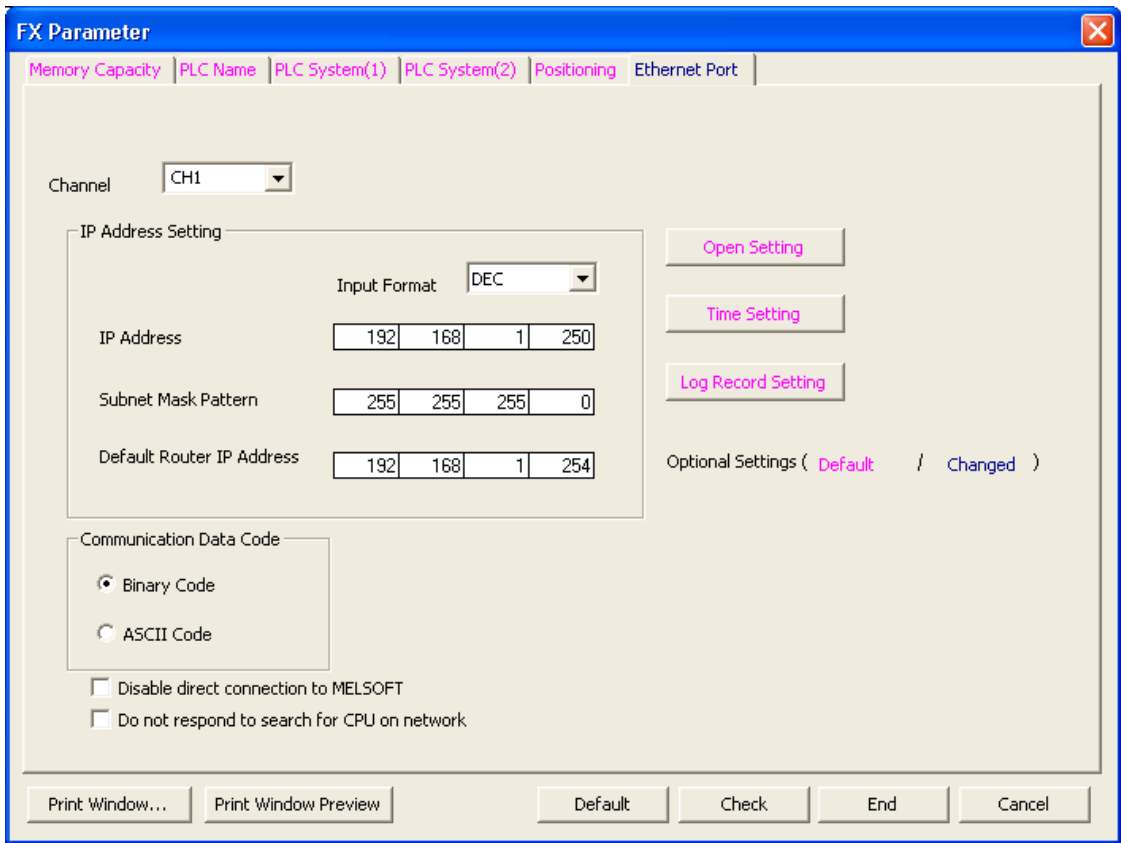 FX Parameter
Memory Capacity PLC Name PLC System(1) PLC System(2) Positioning Ethernet Port
Channel CH1
IP Address Setting
Input Format DEC
IP Address 192 168 1 250
Subnet Mask Pattern 255 255 255 0
Default Router IP Address 192 168 1 254
Open Setting
Time Setting
Log Record Setting
Optional Settings ( Default / Changed )
Communication Data Code
Binary Code
ASCII Code
Disable direct connection to MELSOFT
Do not respond to search for CPU on network
Print Window... Print Window Preview Default Check End Cancel